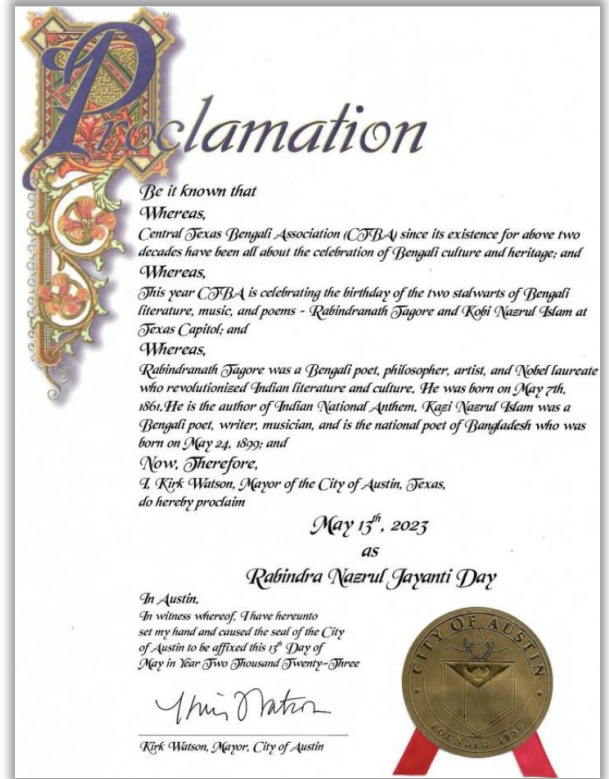 Proclamation
Be it known that
Whereas,
Central Texas Bengali Association (CTBA) since its existence for above two
decades have been all about the celebration of Bengali culture and heritage; and
Whereas,
This year CTBA is celebrating the birthday of the two stalwarts of Bengali
literature, music, and poems - Rabindranath Tagore and Kobi Nazrul Islam at
Texas Capitol; and
Whereas,
Rabindranath Tagore was a Bengali poet, philosopher, artist, and Nobel laureate
who revolutionized Indian literature and culture. He was born on May 7th,
1861.He is the author of Indian National Anthem. Kazi Nazrul Islam was a
Bengali poet, writer, musician, and is the national poet of Bangladesh who was
born on May 24, 1899; and
Now, Therefore,
I, Kirk Watson, Mayor of the City of Austin, Texas,
do hereby proclaim
May 13th, 2023
as
Rabindra Nazrul Jayanti Day
In Austin.
In witness whereof, I have hereunto
set my hand and caused the seal of the City
of Austin to be affixed this 13th Day of
May in Year Two Thousand Twenty-Three
Kirk Watson
Kirk Watson, Mayor, City of Austin
CITY OF AUSTIN
FOUNDED 1839